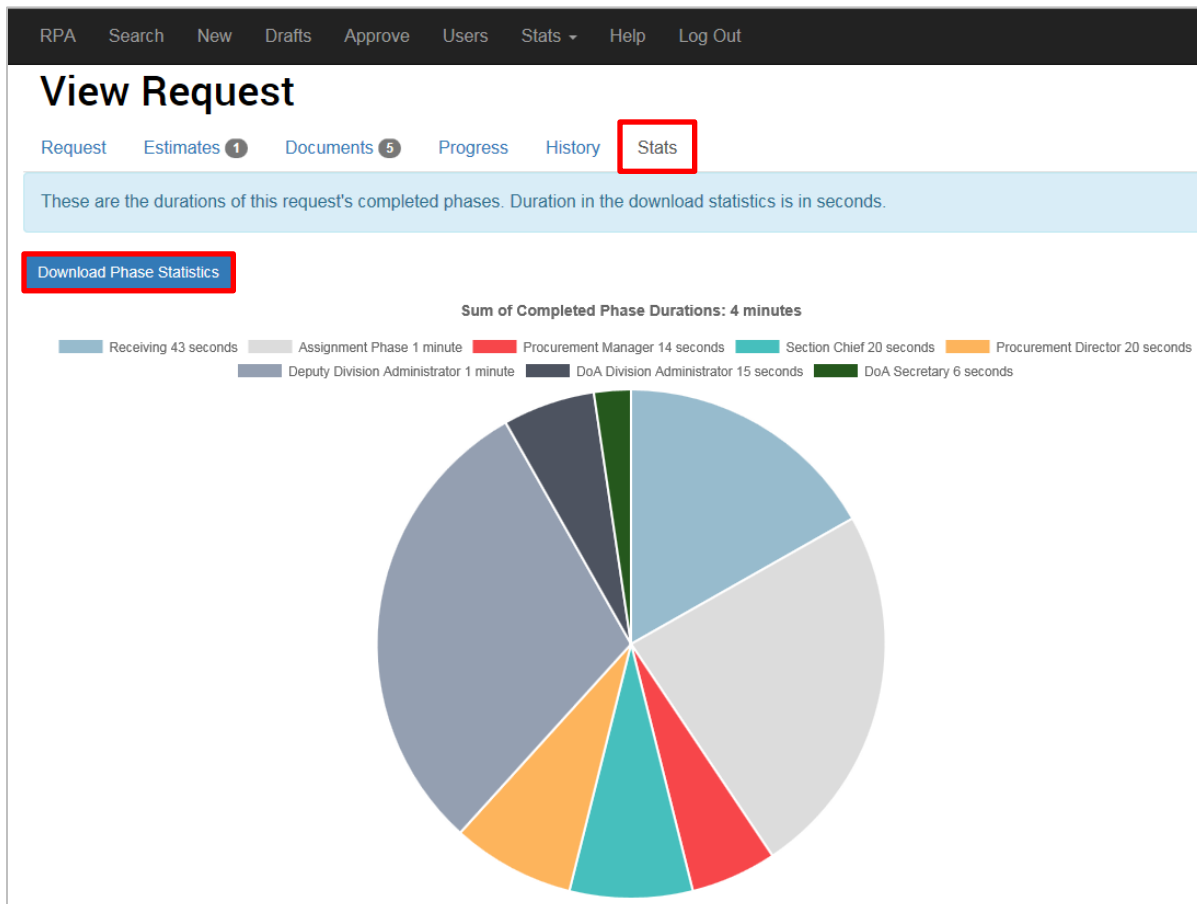 RPA Search New Drafts Approve Users Stats Help Log Out
View Request
Request Estimates 1 Documents 5 Progress History Stats
These are the durations of this request's completed phases. Duration in the download statistics is in seconds.
Download Phase Statistics
Sum of Completed Phase Durations: 4 minutes
Receiving 43 seconds Assignment Phase 1 minute Procurement Manager 14 seconds Section Chief 20 seconds Procurement Director 20 seconds
Deputy Division Administrator 1 minute DoA Division Administrator 15 seconds DoA Secretary 6 seconds